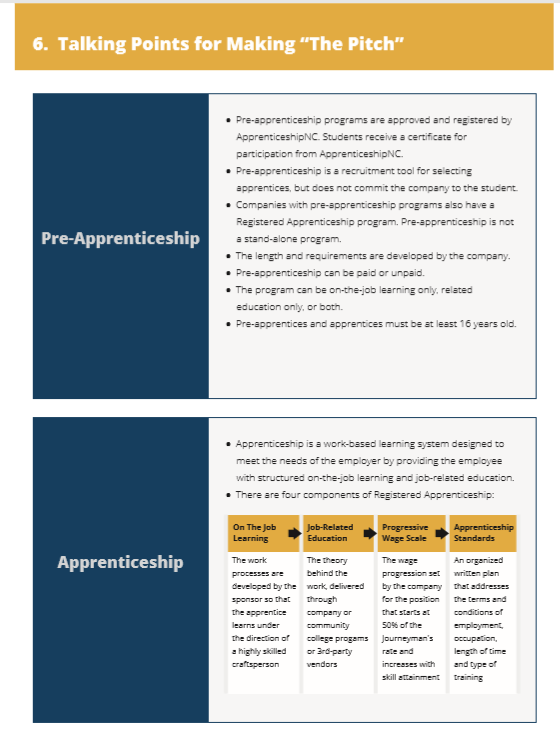 6. Talking Points for Making “The Pitch”
Pre-Apprenticeship
• Pre-apprenticeship programs are approved and registered by
ApprenticeshipNC. Students receive a certificate for
participation from ApprenticeshipNC.
• Pre-apprenticeship is a recruitment tool for selecting
apprentices, but does not commit the company to the student.
• Companies with pre-apprenticeship programs also have a
Registered Apprenticeship program. Pre-apprenticeship is not
a stand-alone program.
• The length and requirements are developed by the company.
• Pre-apprenticeship can be paid or unpaid.
• The program can be on-the-job learning only, related
education only, or both.
• Pre-apprentices and apprentices must be at least 16 years old.
Apprenticeship
• Apprenticeship is a work-based learning system designed to
meet the needs of the employer by providing the employee
with structured on-the-job learning and job-related education.
• There are four components of Registered Apprenticeship:
On The Job
Learning
The work
processes are
developed by the
sponsor so that
the apprentice
learns under
the direction of
a highly skilled
craftsperson
Job-Related
Education
The theory
behind the
work, delivered
through
company or
community
college progams
or 3rd-party
vendors
Progressive
Wage Scale
The wage
progression set
by the company
for the position
that starts at
50% of the
Journeyman's
rate and
increases with
skill attainment
Apprenticeship
Standards
An organized
written plan
that addresses
the terms and
conditions of
employment,
occupation,
length of time
and type of
training